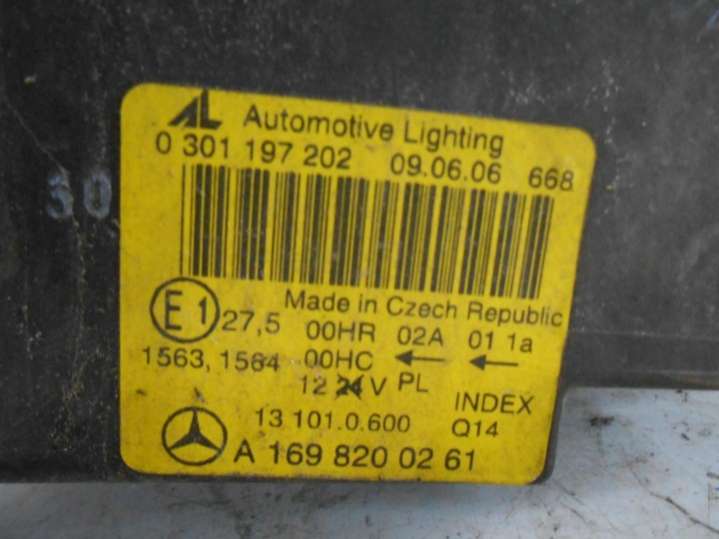 AL Automotive Lighting
0 301 197 202 09.06.06 668
Made in Czech Republic
E1 27,5 00HR 02A 01 1a
1563, 1564 00HC ← ←
12 24 V PL
13 101.0.600 INDEX Q14
A 169 820 02 61
30